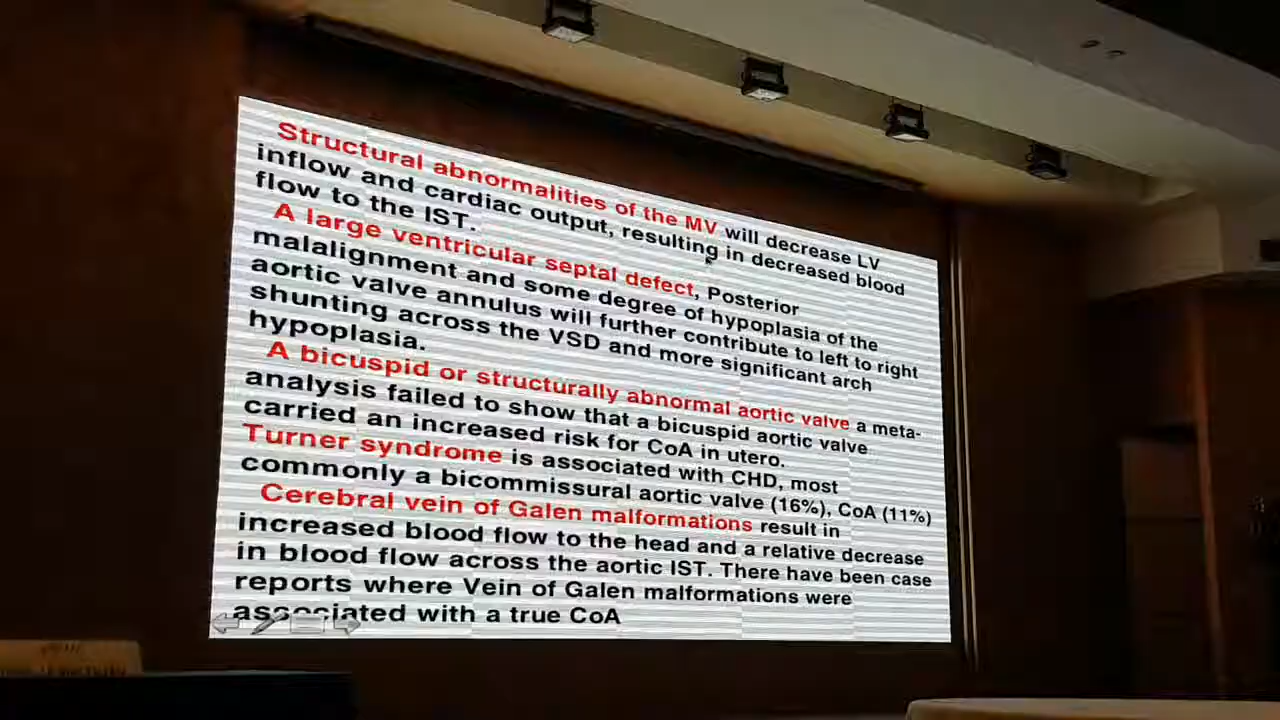 Structural abnormalities of the MV will decrease LV
inflow and cardiac output, resulting in decreased blood
flow to the IST.
A large ventricular septal defect, Posterior
malalignment and some degree of hypoplasia of the
aortic valve annulus will further contribute to left to right
shunting across the VSD and more significant arch
hypoplasia.
A bicuspid or structurally abnormal aortic valve a meta-
analysis failed to show that a bicuspid aortic valve
carried an increased risk for CoA in utero.
Turner syndrome is associated with CHD, most
commonly a bicommissural aortic valve (16%), CoA (11%)
Cerebral vein of Galen malformations result in
increased blood flow to the head and a relative decrease
in blood flow across the aortic IST. There have been case
reports where Vein of Galen malformations were
associated with a true CoA